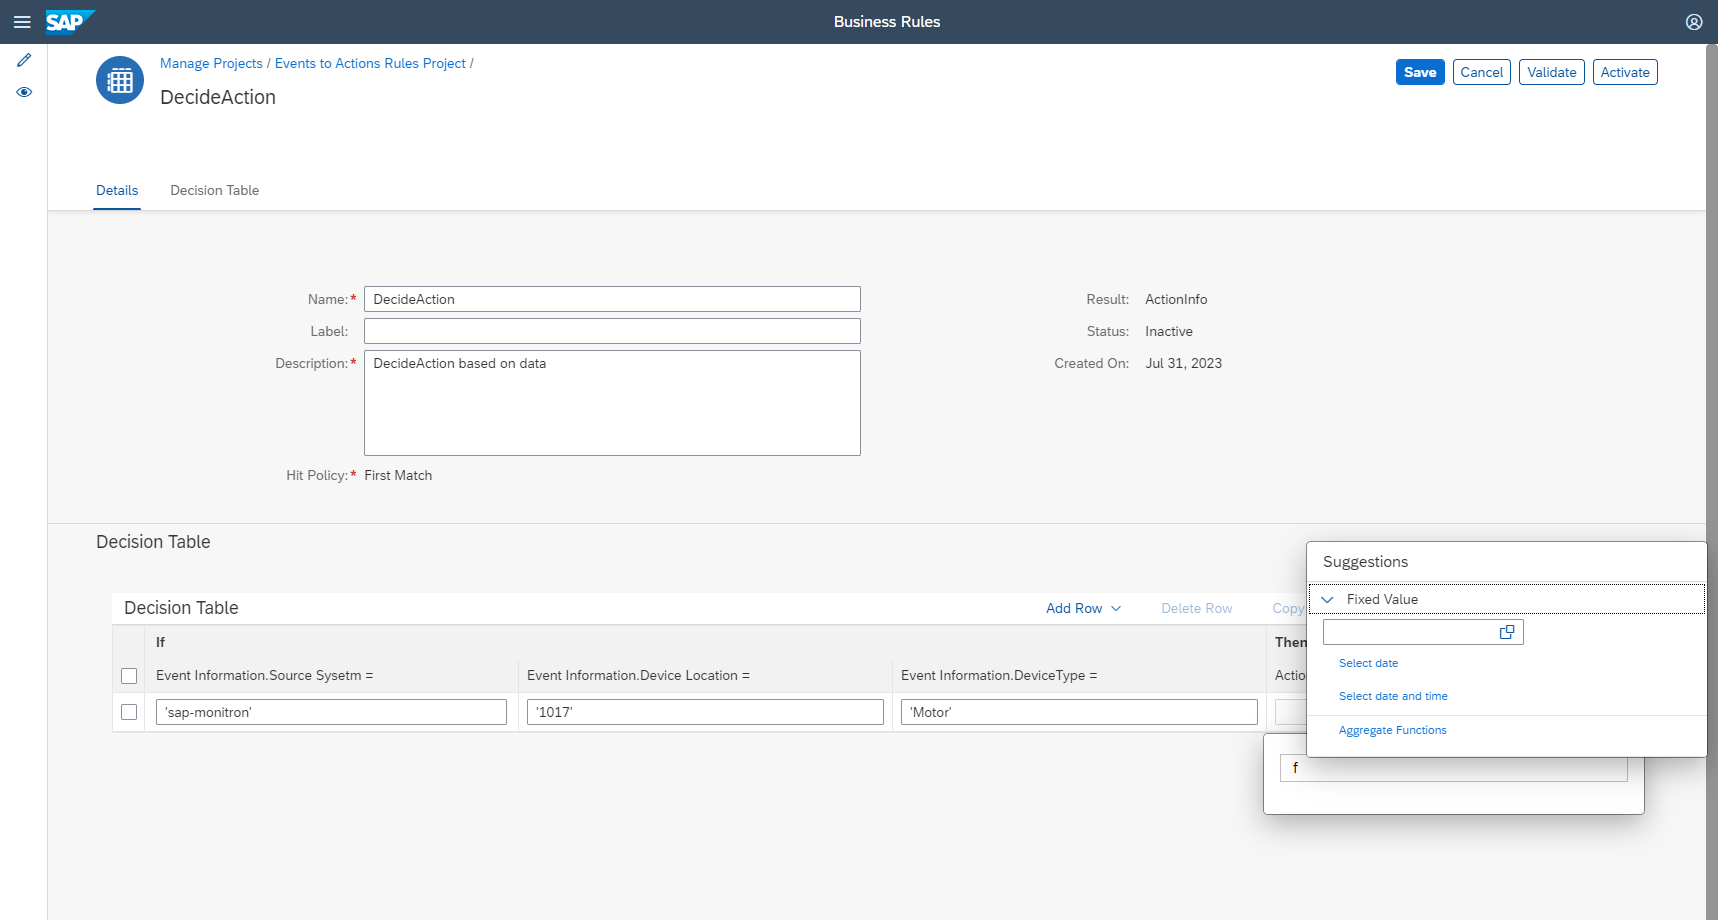 SAP
Business Rules
Manage Projects / Events to Actions Rules Project /
DecideAction
Save
Cancel
Validate
Activate
Details
Decision Table
Name:*
DecideAction
Label:
Description:*
DecideAction based on data
Hit Policy:*
First Match
Result:
ActionInfo
Status:
Inactive
Created On:
Jul 31, 2023
Decision Table
Decision Table
Add Row
Delete Row
Copy
If
Then
Event Information.Source Sysetm =
Event Information.Device Location =
Event Information.DeviceType =
Actio
'sap-monitron'
'1017'
'Motor'
Suggestions
Fixed Value
Select date
Select date and time
Aggregate Functions
f